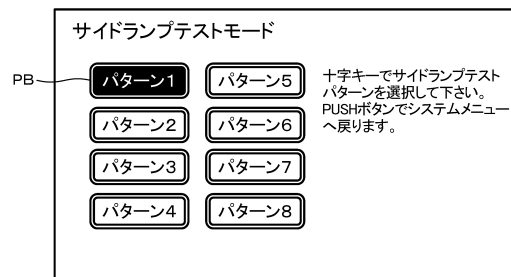 サイドランプテストモード
PB
パターン1
パターン5
パターン2
パターン6
パターン3
パターン7
パターン4
パターン8
十字キーでサイドランプテスト
パターンを選択して下さい。
PUSHボタンでシステムメニュー
へ戻ります。